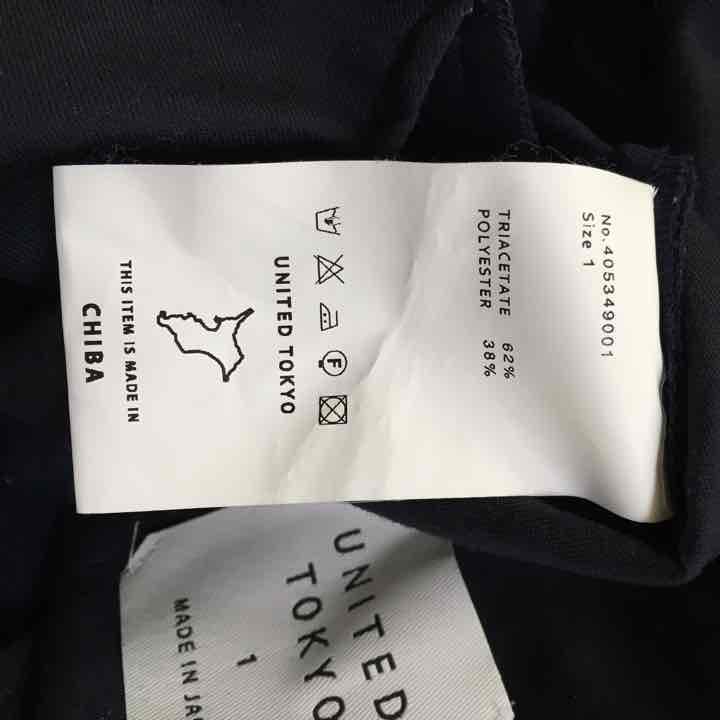 No.405349001
Size 1
TRIACETATE 62%
POLYESTER 38%
F
UNITED TOKYO
THIS ITEM IS MADE IN
CHIBA
UNITED
TOKYO
1
MADE IN JA